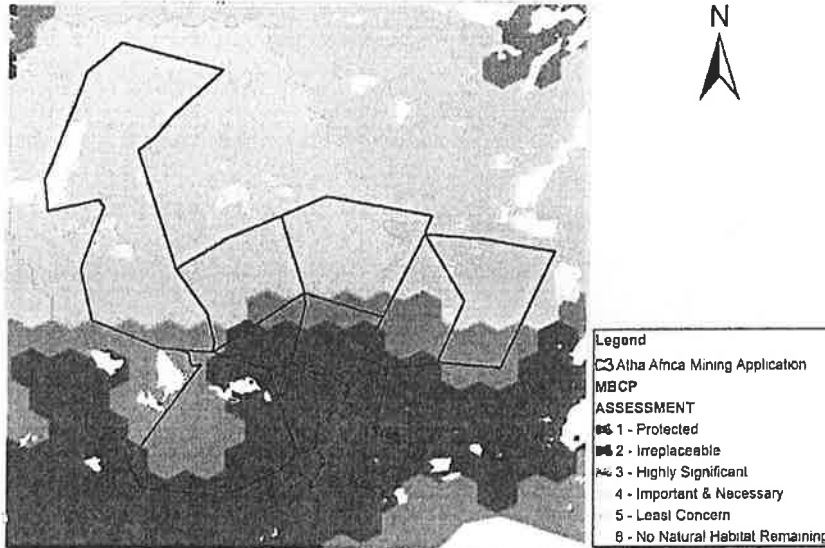 N
Legend
Atha Africa Mining Application
MBCP
ASSESSMENT
1 - Protected
2 - Irreplaceable
3 - Highly Significant
4 - Important & Necessary
5 - Least Concern
6 - No Natural Habitat Remaining